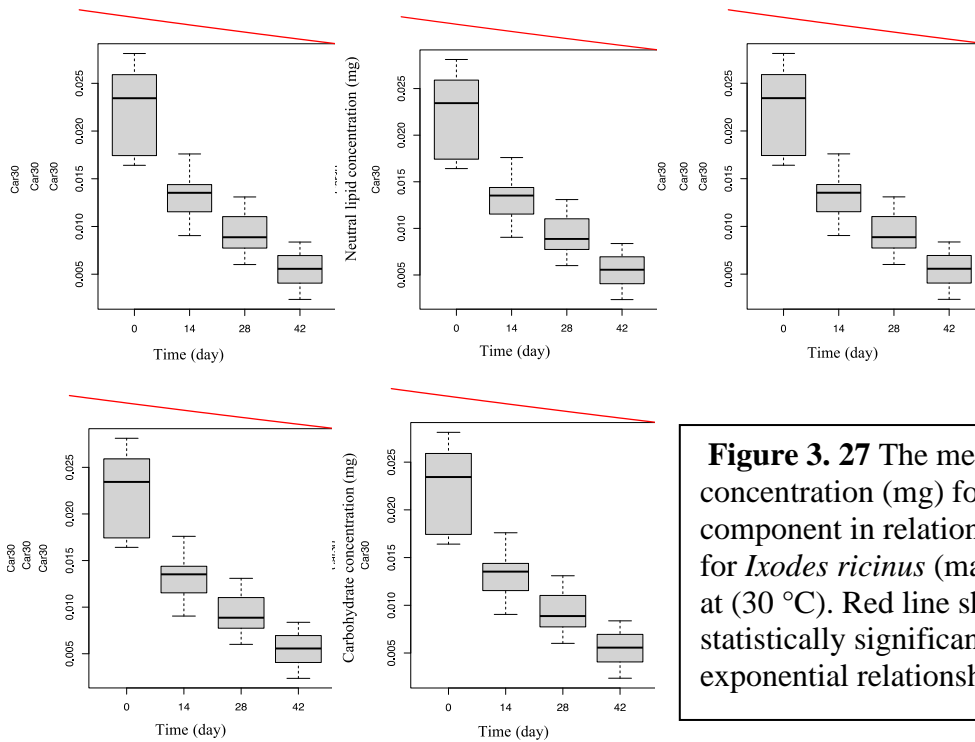 Car30
Car30
Car30
0.005 0.010 0.015 0.020 0.025
0 14 28 42
Time (day)
Neutral lipid concentration (mg)
Car30
0.005 0.010 0.015 0.020 0.025
0 14 28 42
Time (day)
Car30
Car30
Car30
0.005 0.010 0.015 0.020 0.025
0 14 28 42
Time (day)
Car30
Car30
Car30
0.005 0.010 0.015 0.020 0.025
0 14 28 42
Time (day)
Carbohydrate concentration (mg)
Car30
0.005 0.010 0.015 0.020 0.025
0 14 28 42
Time (day)
Figure 3. 27 The me
concentration (mg) fo
component in relation
for Ixodes ricinus (ma
at (30 °C). Red line
statistically significan
exponential relationsh